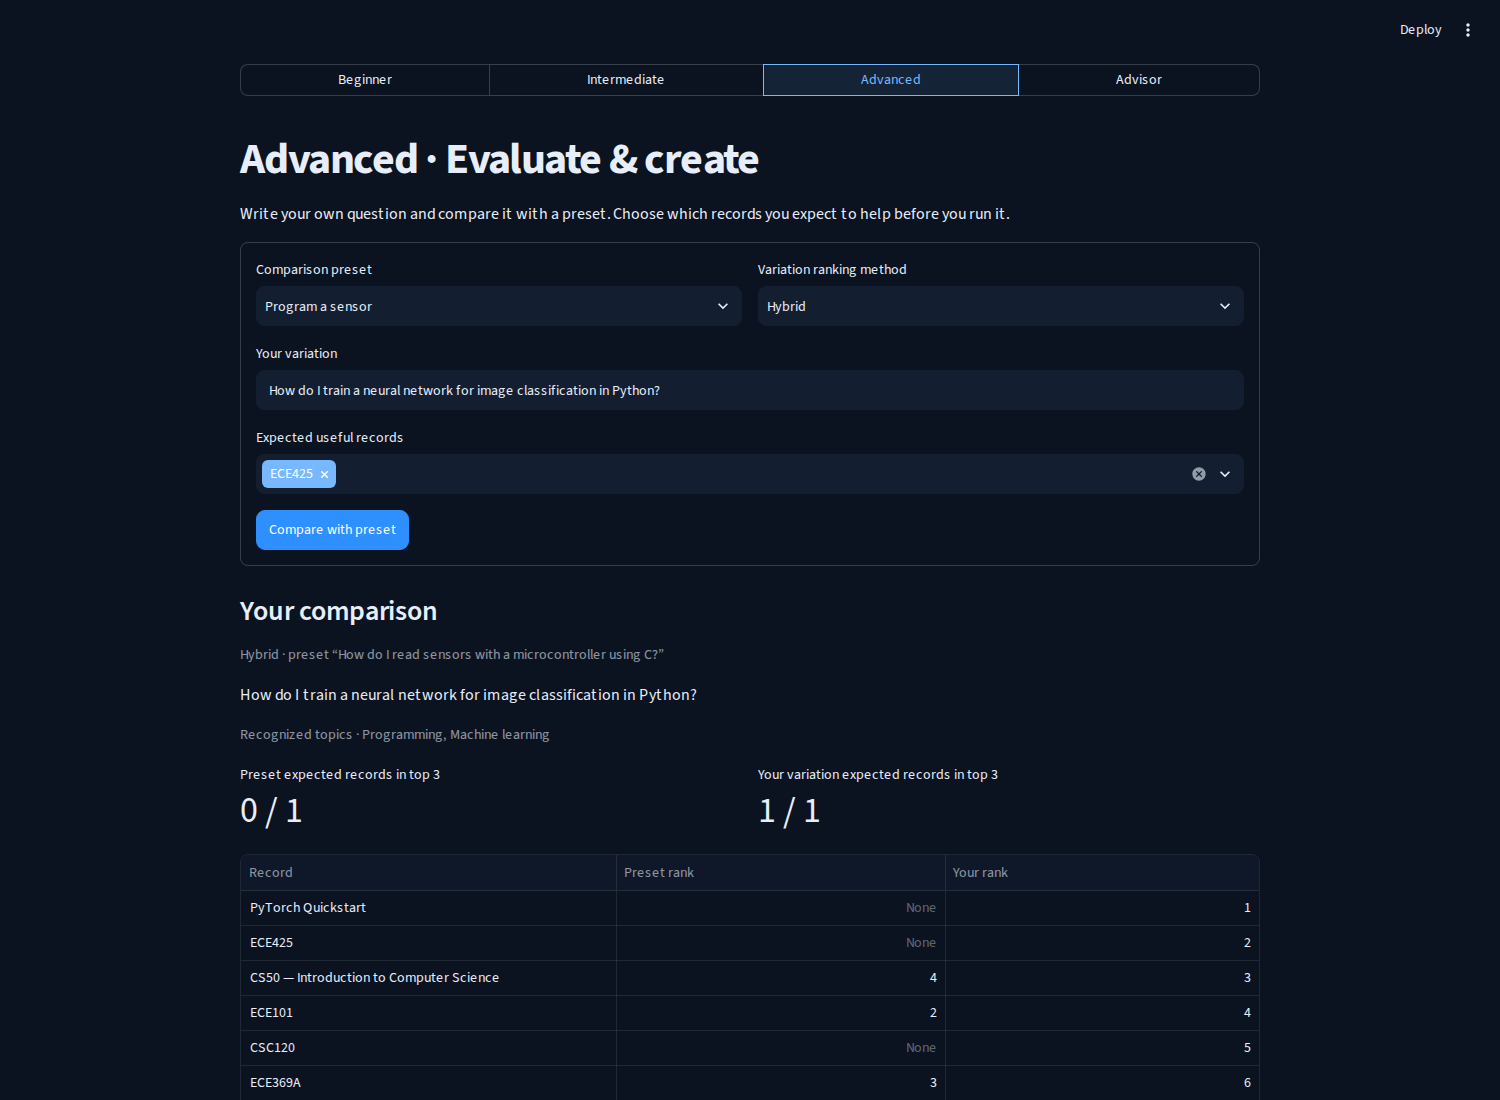 Deploy
Beginner Intermediate Advanced Advisor
Advanced · Evaluate & create
Write your own question and compare it with a preset. Choose which records you expect to help before you run it.
Comparison preset Variation ranking method
Program a sensor Hybrid
Your variation
How do I train a neural network for image classification in Python?
Expected useful records
ECE425
Compare with preset
Your comparison
Hybrid · preset “How do I read sensors with a microcontroller using C?”
How do I train a neural network for image classification in Python?
Recognized topics · Programming, Machine learning
Preset expected records in top 3 Your variation expected records in top 3
0 / 1 1 / 1
Record Preset rank Your rank
PyTorch Quickstart None 1
ECE425 None 2
CS50 — Introduction to Computer Science 4 3
ECE101 2 4
CSC120 None 5
ECE369A 3 6